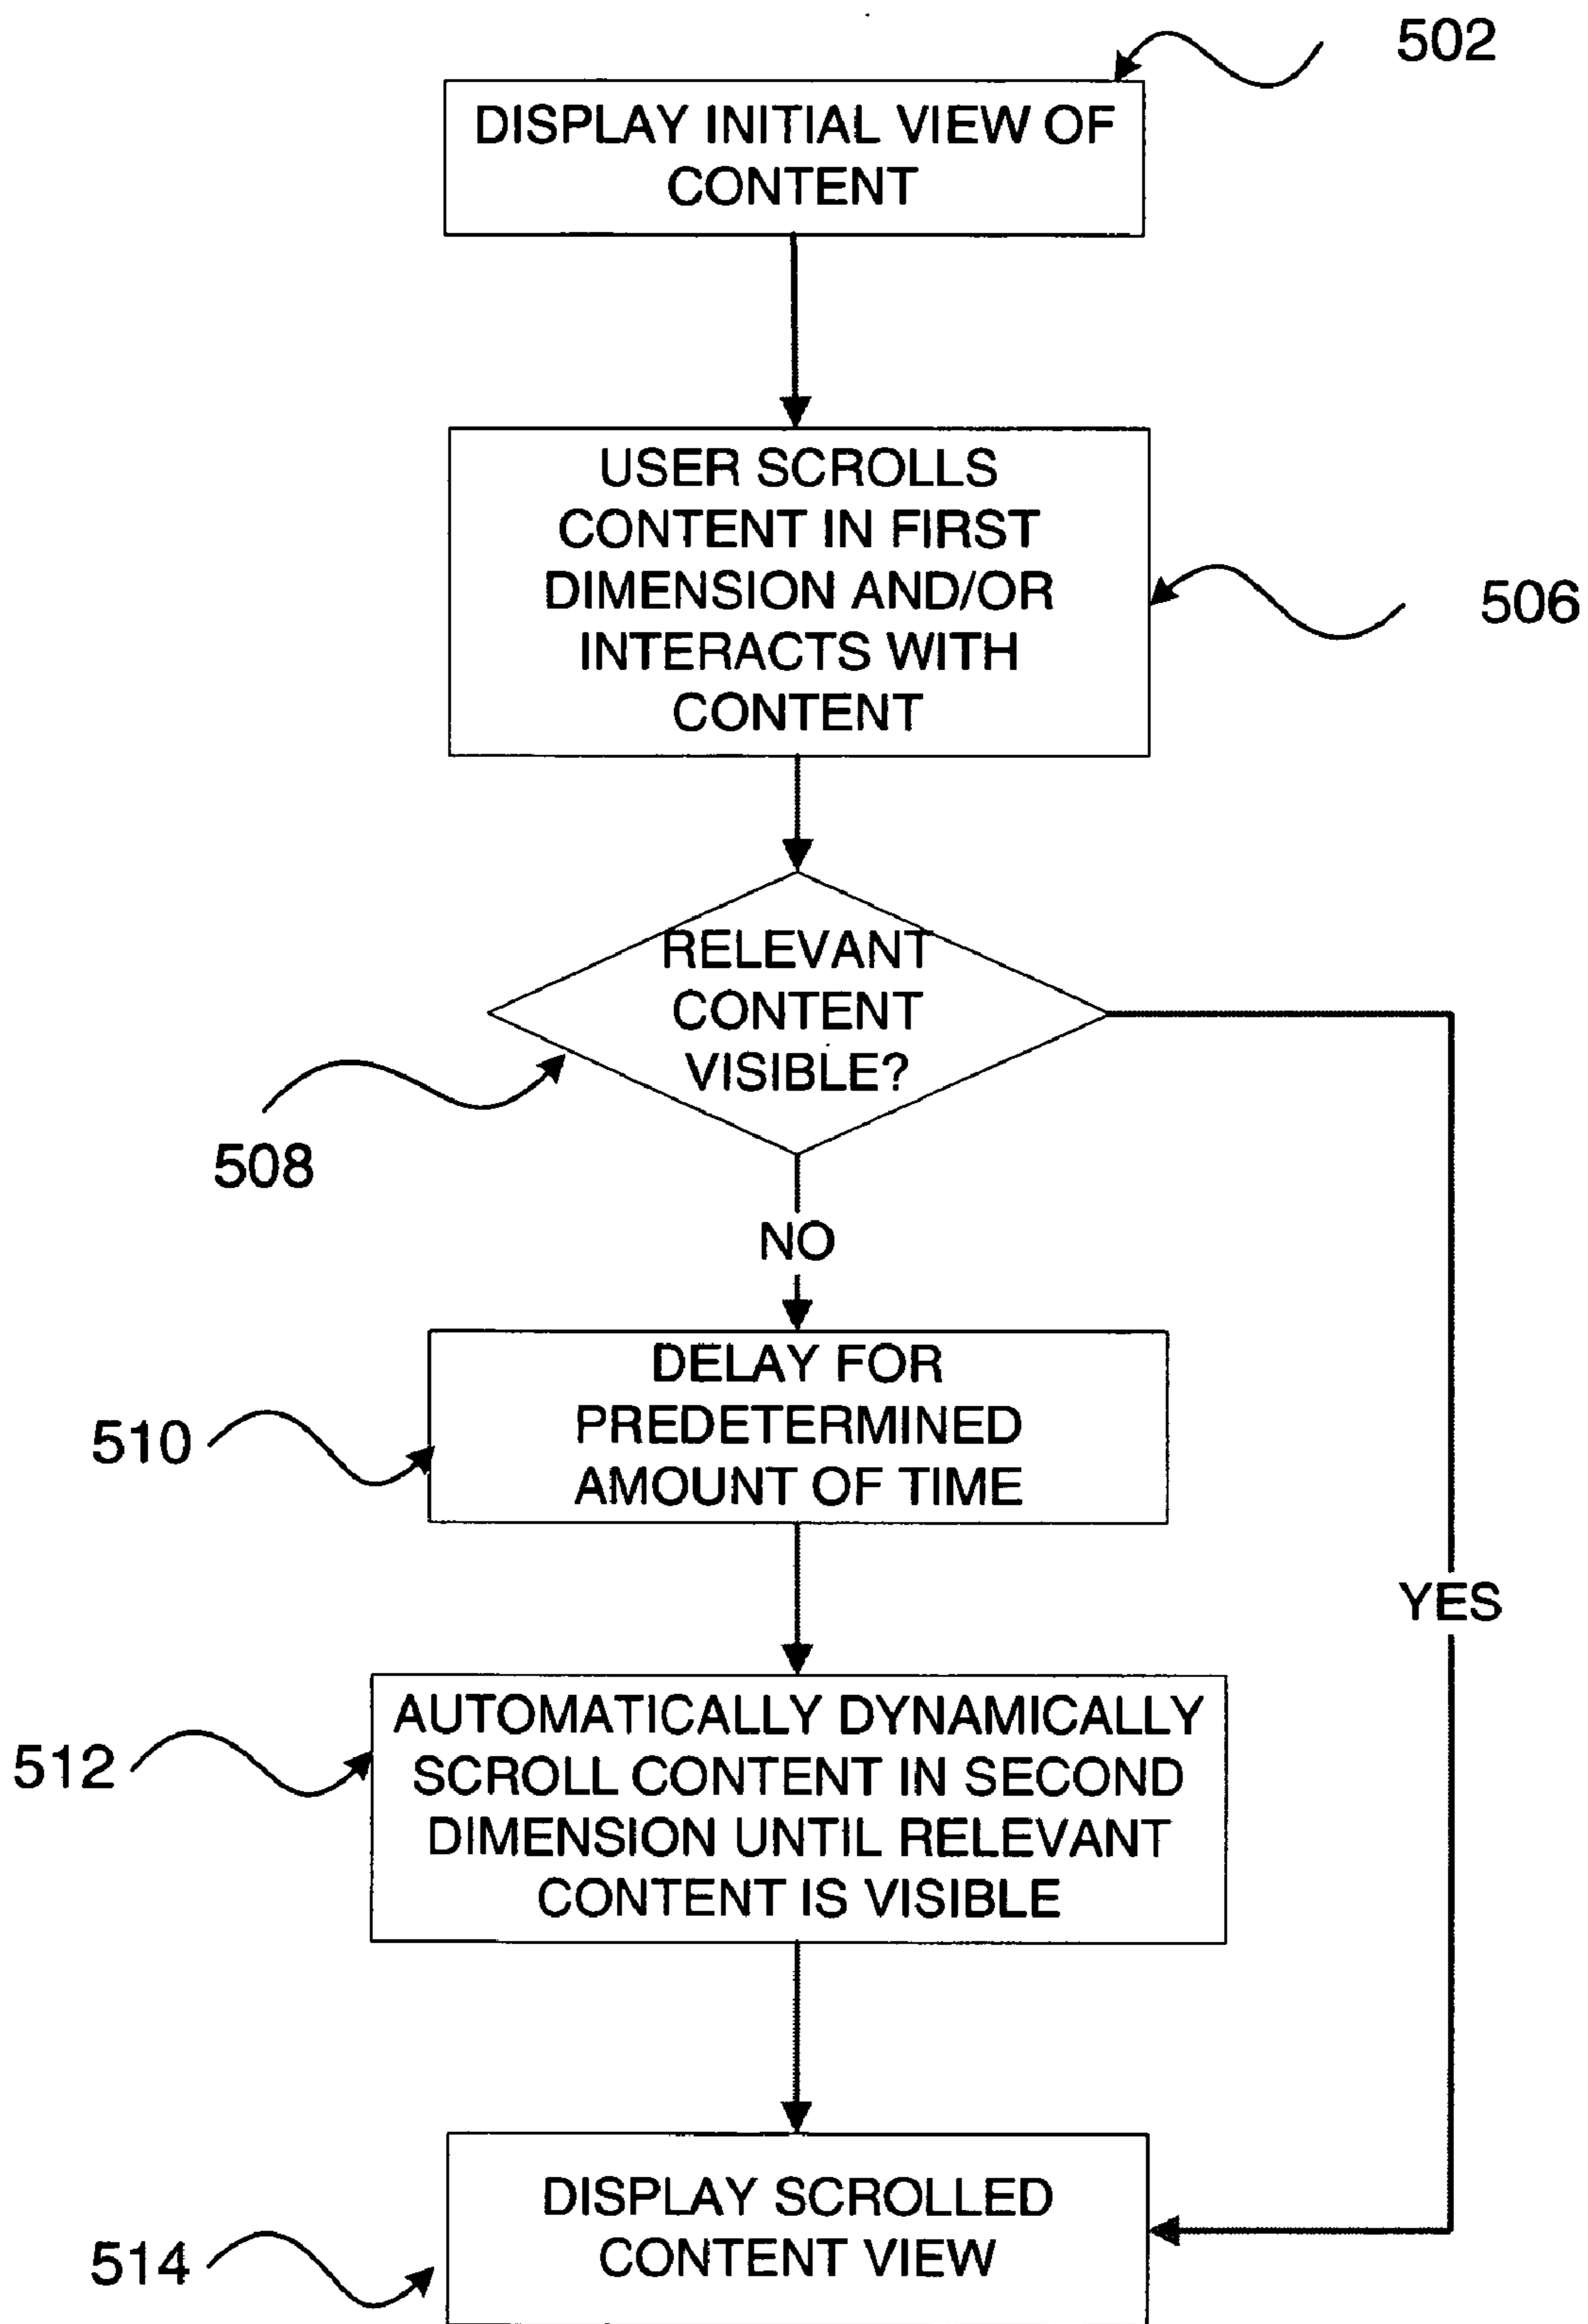 502
DISPLAY INITIAL VIEW OF
CONTENT
USER SCROLLS
CONTENT IN FIRST
DIMENSION AND/OR
INTERACTS WITH
CONTENT
506
RELEVANT
CONTENT
VISIBLE?
508
NO
DELAY FOR
PREDETERMINED
AMOUNT OF TIME
510
YES
AUTOMATICALLY DYNAMICALLY
SCROLL CONTENT IN SECOND
DIMENSION UNTIL RELEVANT
CONTENT IS VISIBLE
512
DISPLAY SCROLLED
CONTENT VIEW
514